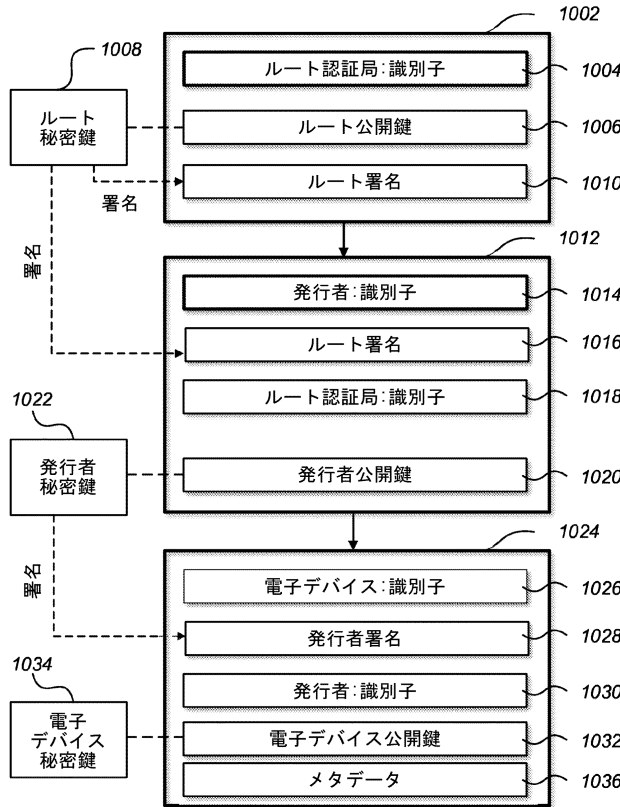 1002
1008
ルート認証局：識別子
1004
ルート
秘密鍵
ルート公開鍵
1006
ルート署名
1010
署名
署名
1012
発行者：識別子
1014
ルート署名
1016
ルート認証局：識別子
1018
1022
発行者
秘密鍵
発行者公開鍵
1020
1024
署名
電子デバイス：識別子
1026
発行者署名
1028
1034
発行者：識別子
1030
電子
デバイス
秘密鍵
電子デバイス公開鍵
1032
メタデータ
1036